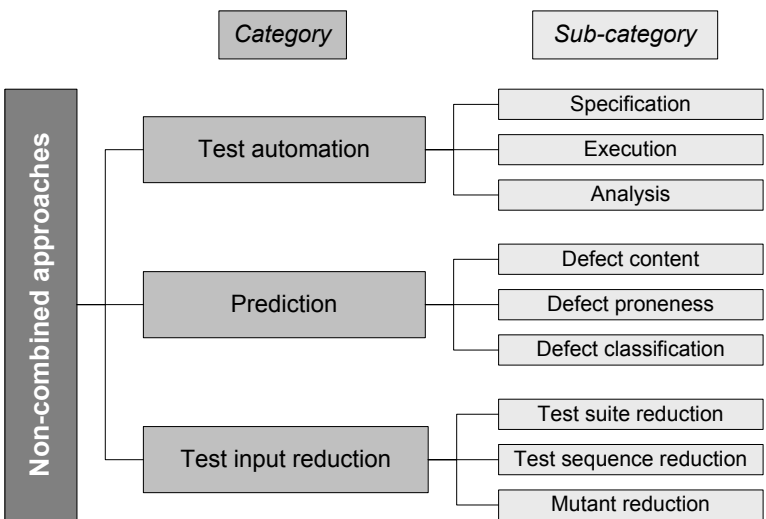 Category
Sub-category
Non-combined approaches
Test automation
Specification
Execution
Analysis
Prediction
Defect content
Defect proneness
Defect classification
Test input reduction
Test suite reduction
Test sequence reduction
Mutant reduction